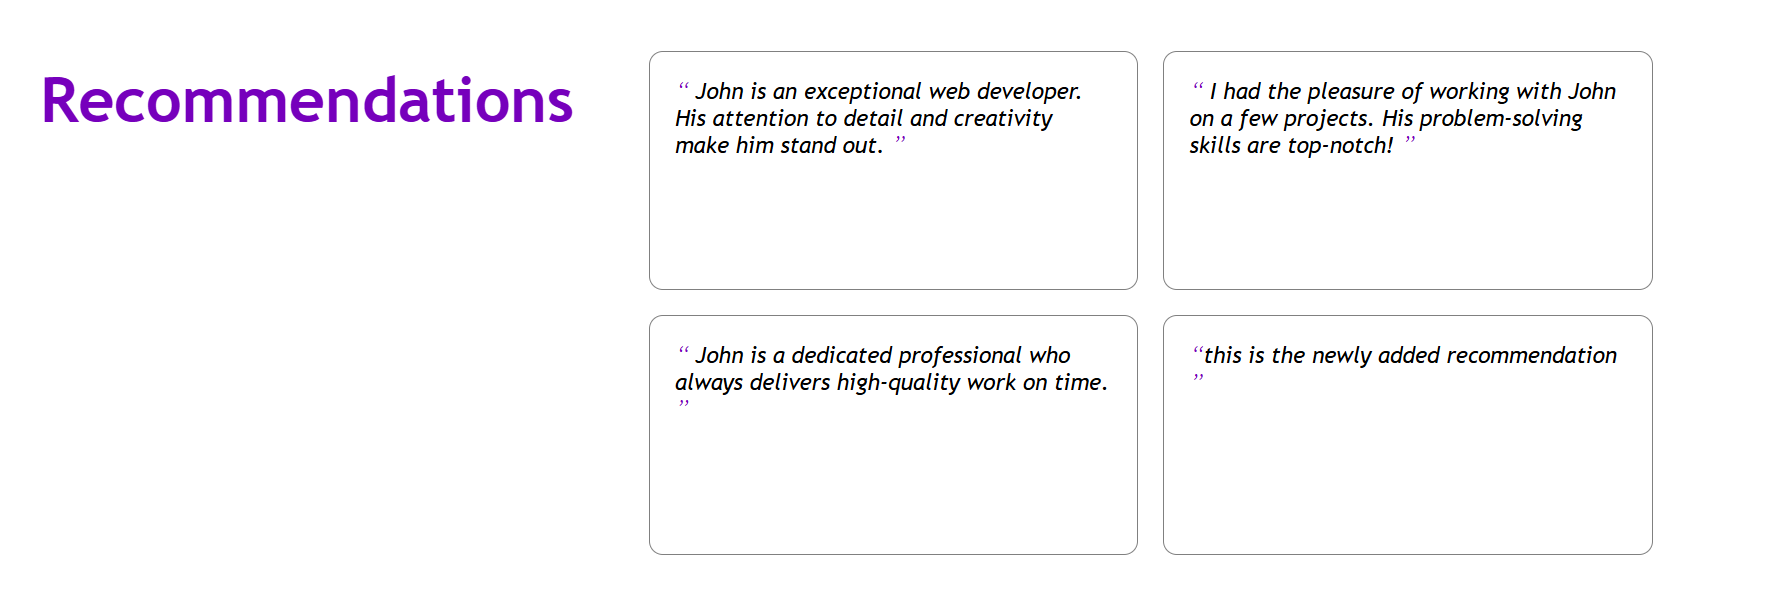 Recommendations
“ John is an exceptional web developer.
His attention to detail and creativity
make him stand out. ”
“ I had the pleasure of working with John
on a few projects. His problem-solving
skills are top-notch! ”
“ John is a dedicated professional who
always delivers high-quality work on time.
”
“this is the newly added recommendation
”